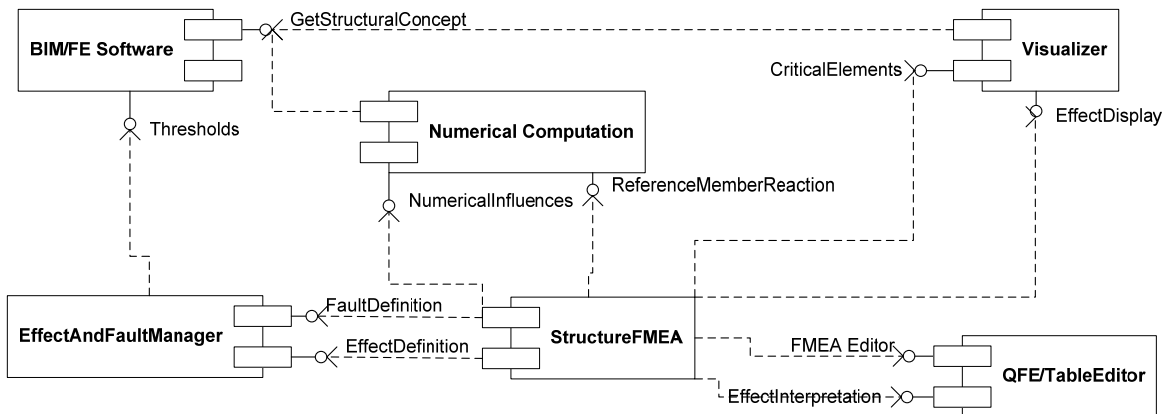 GetStructuralConcept
BIM/FE Software
Visualizer
CriticalElements
EffectDisplay
Thresholds
Numerical Computation
ReferenceMemberReaction
NumericalInfluences
FaultDefinition
EffectAndFaultManager
StructureFMEA
EffectDefinition
FMEA Editor
QFE/TableEditor
EffectInterpretation